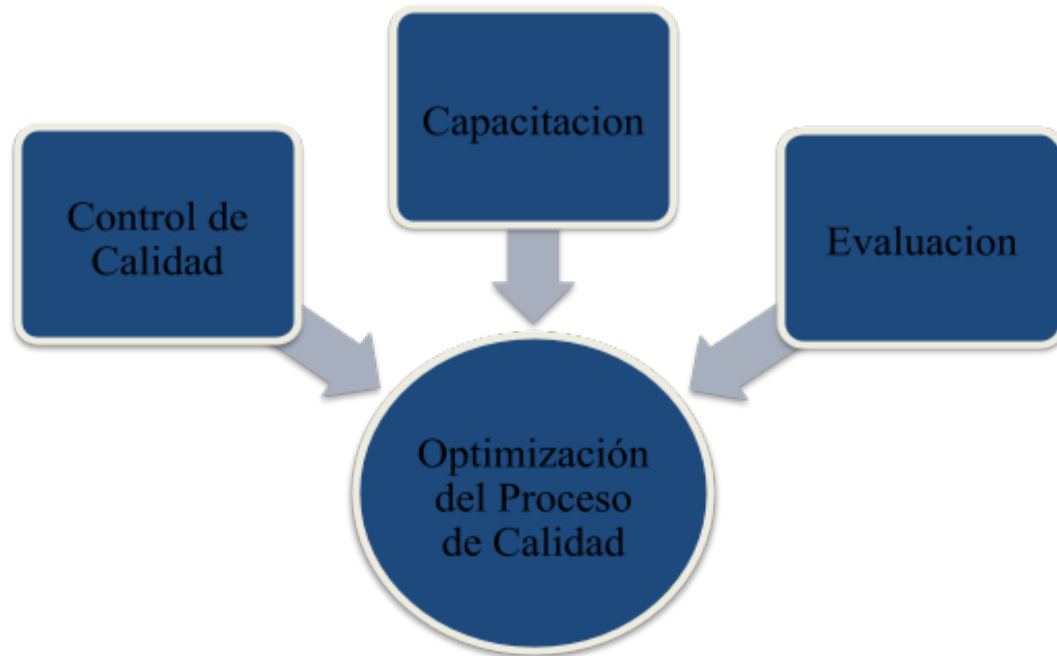 Capacitacion
Control de
Calidad
Evaluacion
Optimización
del Proceso
de Calidad